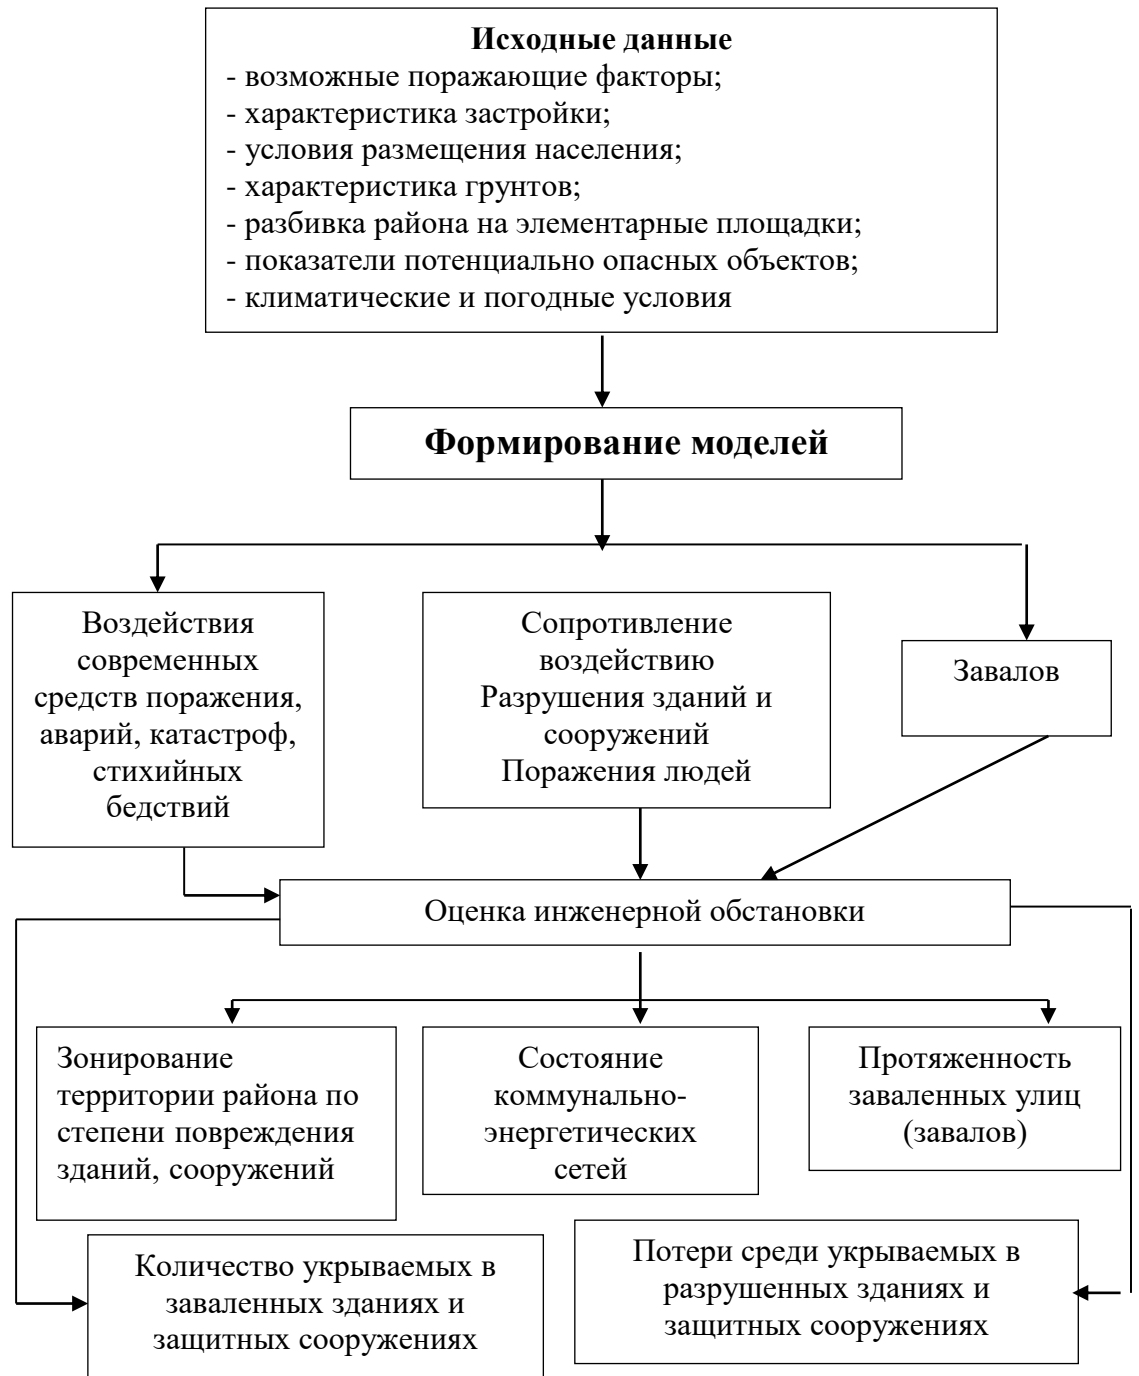 Исходные данные
- возможные поражающие факторы;
- характеристика застройки;
- условия размещения населения;
- характеристика грунтов;
- разбивка района на элементарные площадки;
- показатели потенциально опасных объектов;
- климатические и погодные условия
Формирование моделей
Воздействия
современных
средств поражения,
аварий, катастроф,
стихийных
бедствий
Сопротивление
воздействию
Разрушения зданий и
сооружений
Поражения людей
Завалов
Оценка инженерной обстановки
Зонирование
территории района по
степени повреждения
зданий, сооружений
Состояние
коммунально-
энергетических
сетей
Протяженность
заваленных улиц
(завалов)
Количество укрываемых в
заваленных зданиях и
защитных сооружениях
Потери среди укрываемых в
разрушенных зданиях и
защитных сооружениях